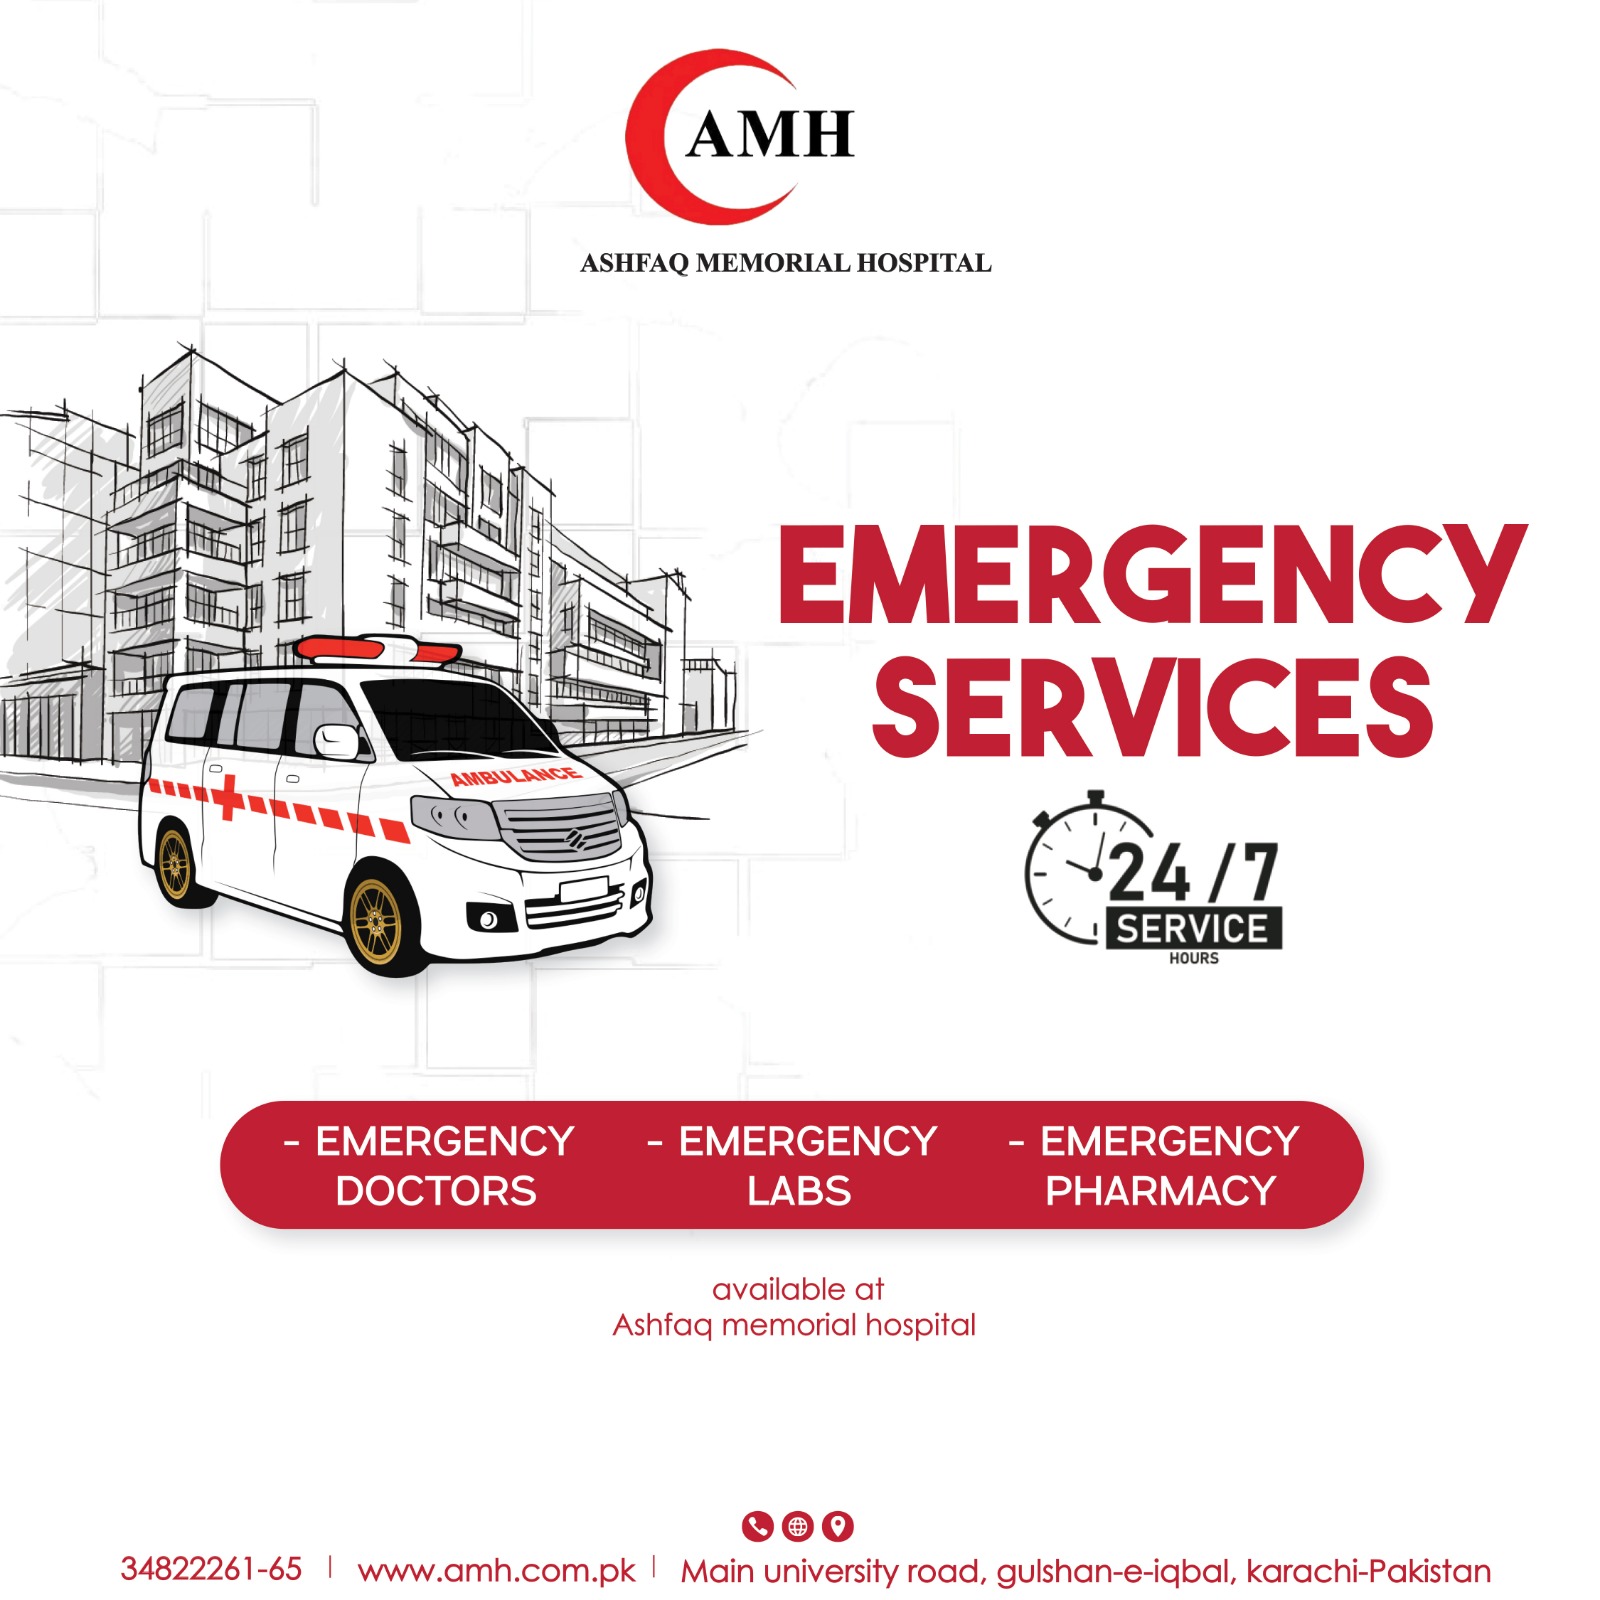 AMH
ASHFAQ MEMORIAL HOSPITAL
EMERGENCY
SERVICES
AMBULANCE
24/7
SERVICE
HOURS
- EMERGENCY
DOCTORS
- EMERGENCY
LABS
- EMERGENCY
PHARMACY
available at
Ashfaq memorial hospital
34822261-65 | www.amh.com.pk | Main university road, gulshan-e-iqbal, karachi-Pakistan